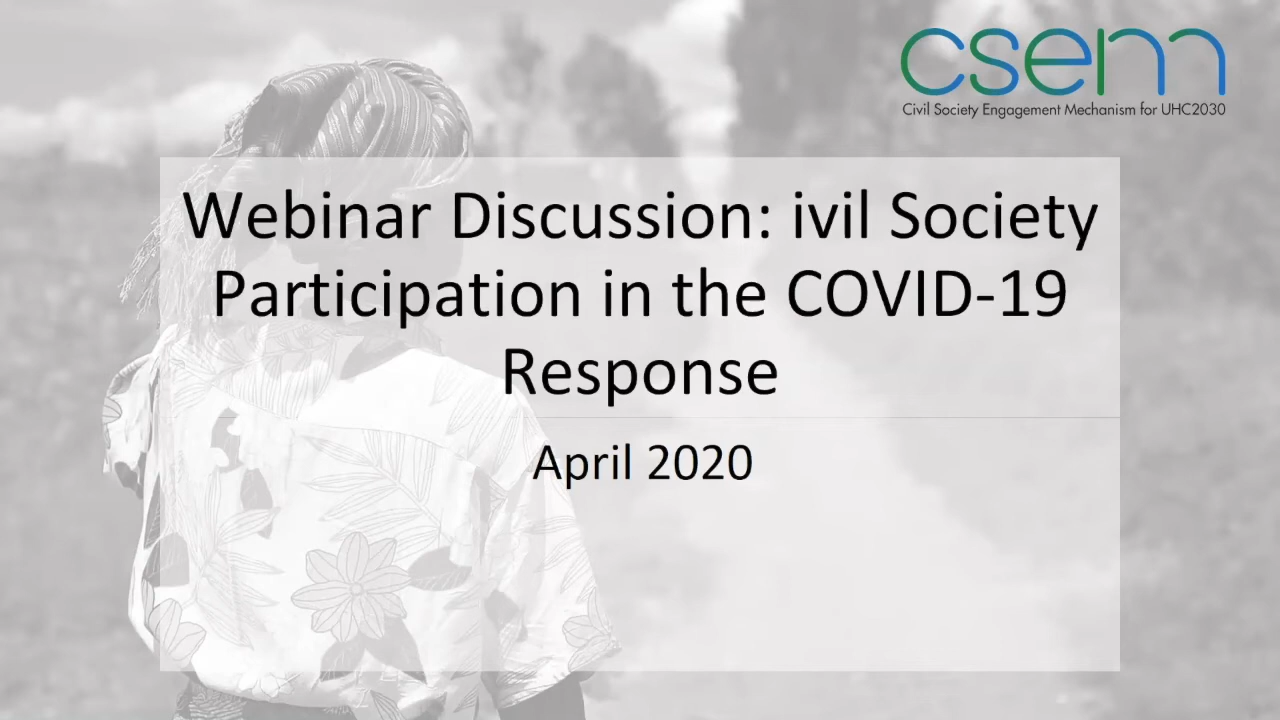 csem
Civil Society Engagement Mechanism for UHC2030
Webinar Discussion: ivil Society
Participation in the COVID-19
Response
April 2020